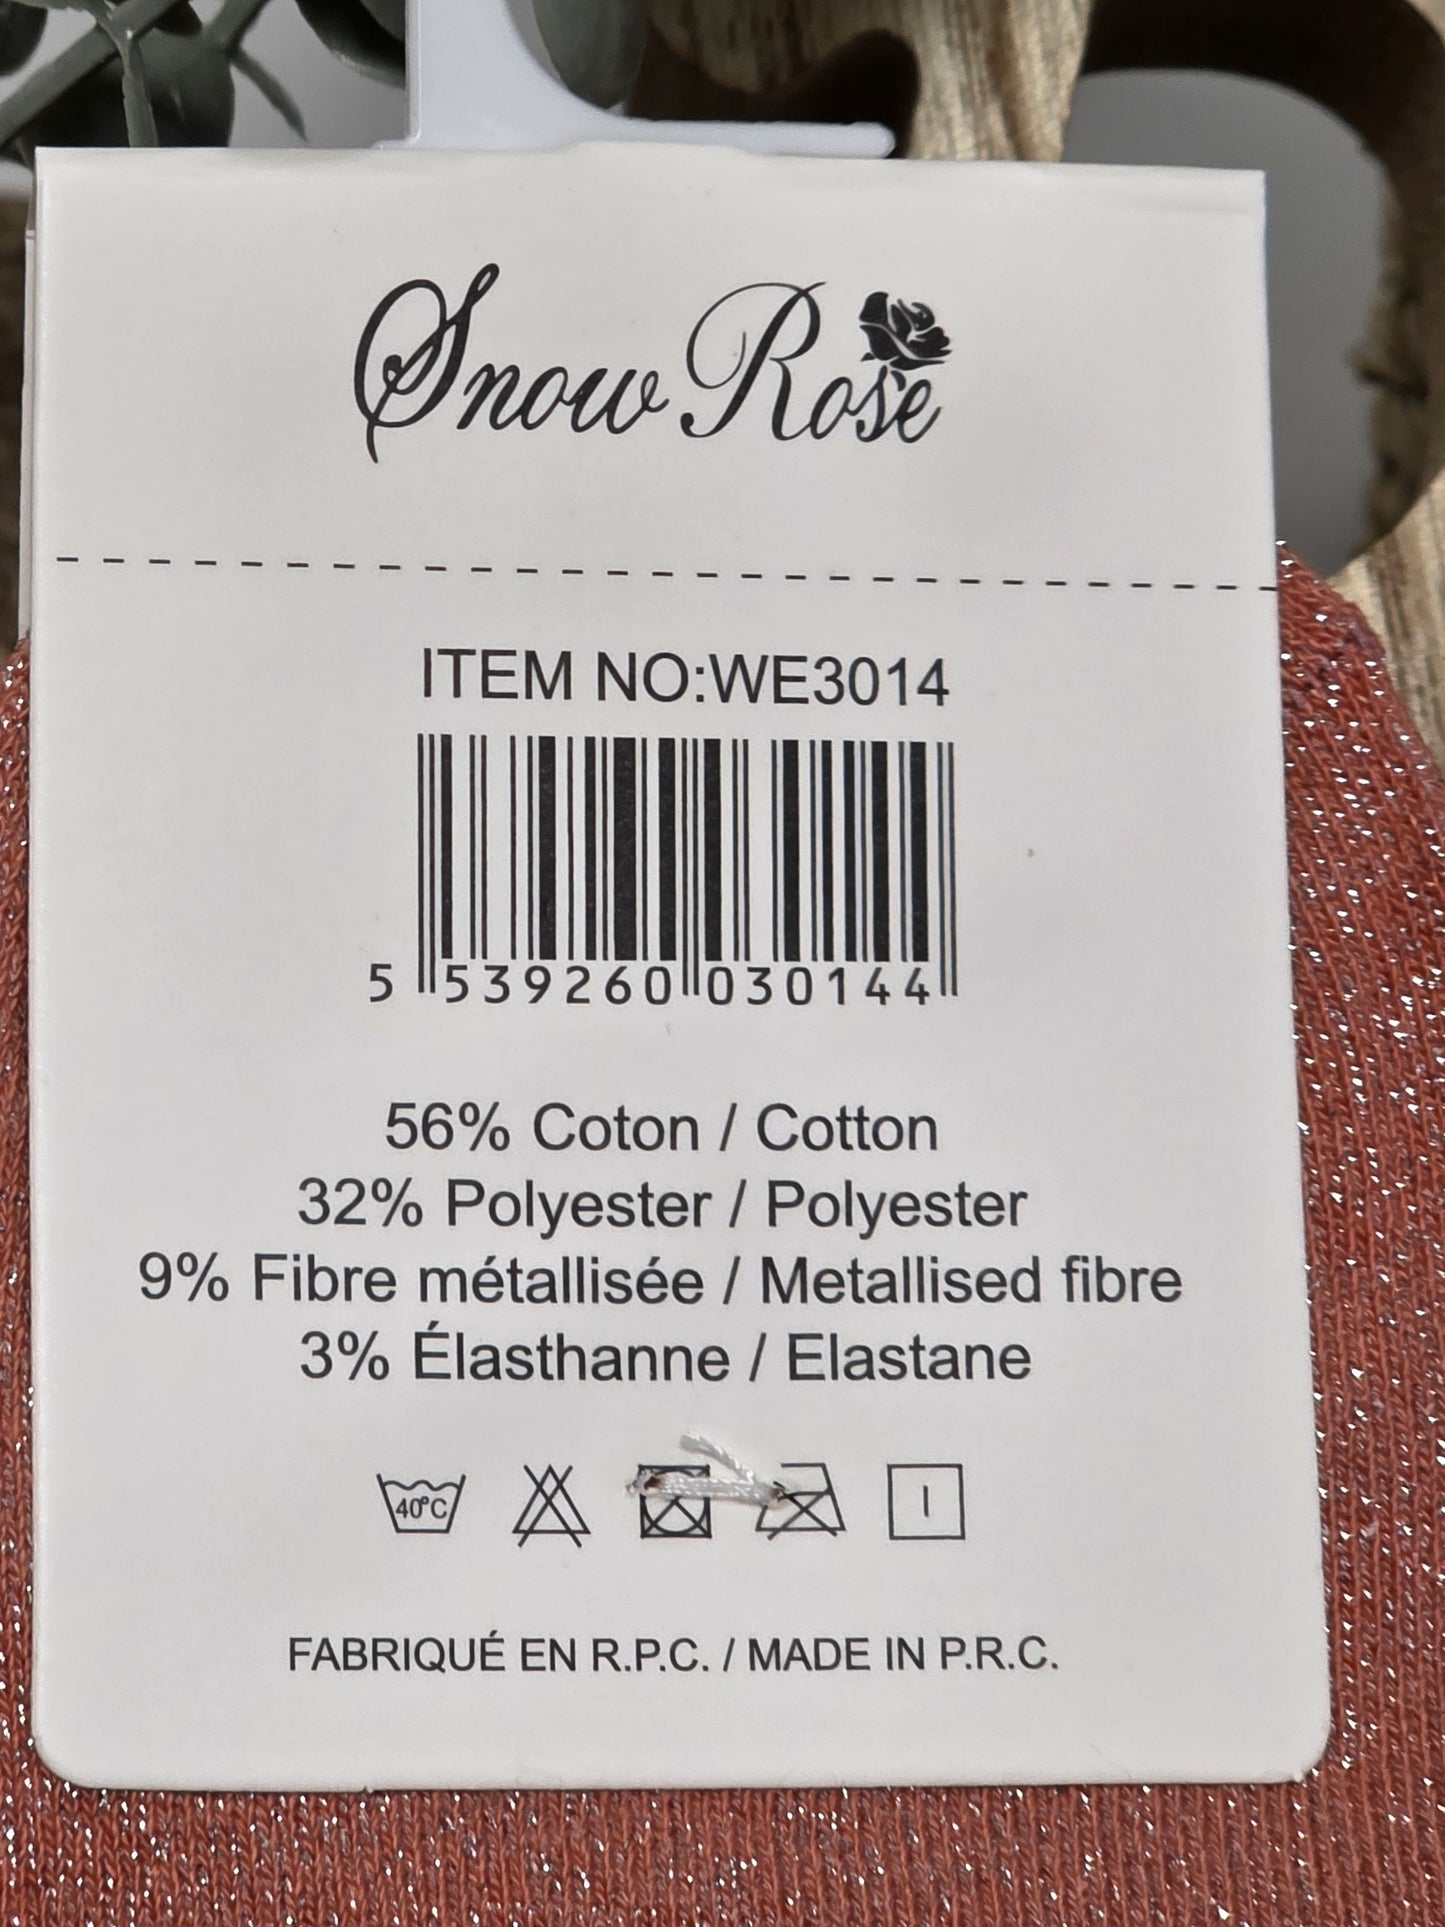 Snow Rose
ITEM NO:WE3014
5 539260 030144
56% Coton / Cotton
32% Polyester / Polyester
9% Fibre métallisée / Metallised fibre
3% Élasthanne / Elastane
40°C
FABRIQUÉ EN R.P.C. / MADE IN P.R.C.